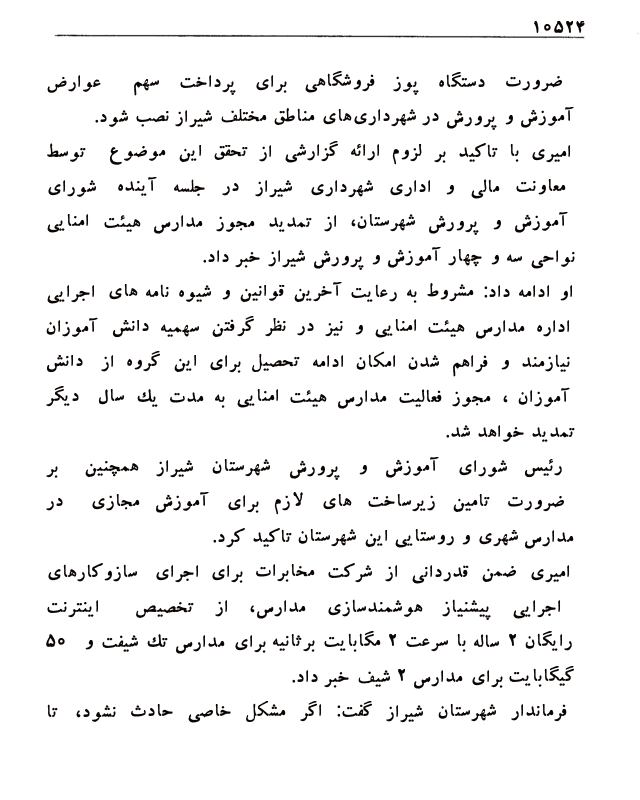 ۱۰۵۲۴
ضرورت دستگاه پوز فروشگاهی برای پرداخت سهم عوارض
آموزش و پرورش در شهرداری‌های مناطق مختلف شیراز نصب شود.
امیری با تاکید بر لزوم ارائه گزارشی از تحقق این موضوع توسط
معاونت مالی و اداری شهرداری شیراز در جلسه آینده شورای
آموزش و پرورش شهرستان، از تمدید مجوز مدارس هیئت امنایی
نواحی سه و چهار آموزش و پرورش شیراز خبر داد.
او ادامه داد: مشروط به رعایت آخرین قوانین و شیوه نامه های اجرایی
اداره مدارس هیئت امنایی و نیز در نظر گرفتن سهمیه دانش آموزان
نیازمند و فراهم شدن امکان ادامه تحصیل برای این گروه از دانش
آموزان ، مجوز فعالیت مدارس هیئت امنایی به مدت یك سال دیگر
تمدید خواهد شد.
رئیس شورای آموزش و پرورش شهرستان شیراز همچنین بر
ضرورت تامین زیرساخت های لازم برای آموزش مجازی در
مدارس شهری و روستایی این شهرستان تاکید کرد.
امیری ضمن قدردانی از شرکت مخابرات برای اجرای سازوکارهای
اجرایی پیشنیاز هوشمندسازی مدارس، از تخصیص اینترنت
رایگان ۲ ساله با سرعت ۲ مگابایت برثانیه برای مدارس تك شیفت و ۵۰
گیگابایت برای مدارس ۲ شیف خبر داد.
فرماندار شهرستان شیراز گفت: اگر مشکل خاصی حادث نشود، تا